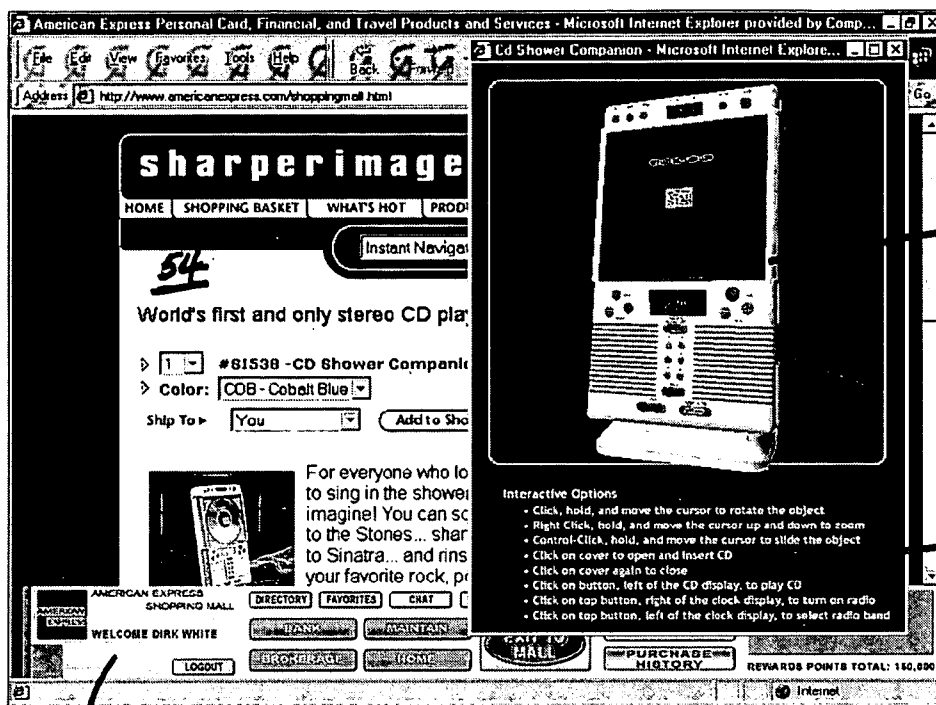 American Express Personal Card, Financial, and Travel Products and Services - Microsoft Internet Explorer provided by Comp...
File Edit View Favorites Tools Help
Back
Address http://www.americanexpress.com/shoppingmall.html
Go
sharperimage
HOME SHOPPING BASKET WHAT'S HOT PRODU
Instant Navigat
54
World's first and only stereo CD pla
1 #SI538 -CD Shower Companio
Color: COB - Cobalt Blue
Ship To You Add to Sho
For everyone who lo
to sing in the shower
imagine! You can sc
to the Stones... shar
to Sinatra... and rins
your favorite rock, p
Cd Shower Companion - Microsoft Internet Explore...
Interactive Options
• Click, hold, and move the cursor to rotate the object
• Right Click, hold, and move the cursor up and down to zoom
• Control-Click, hold, and move the cursor to slide the object
• Click on cover to open and insert CD
• Click on cover again to close
• Click on button, left of the CD display, to play CD
• Click on top button, right of the clock display, to turn on radio
• Click on top button, left of the clock display, to select radio band
AMERICAN EXPRESS
SHOPPING MALL
DIRECTORY FAVORITES CHAT
AMERICAN EXPRESS
WELCOME DIRK WHITE
BANK MAINTAIN
LOGOUT BROKERAGE HOME
MALL
PURCHASE HISTORY
REWARDS POINTS TOTAL: 150,000
Internet